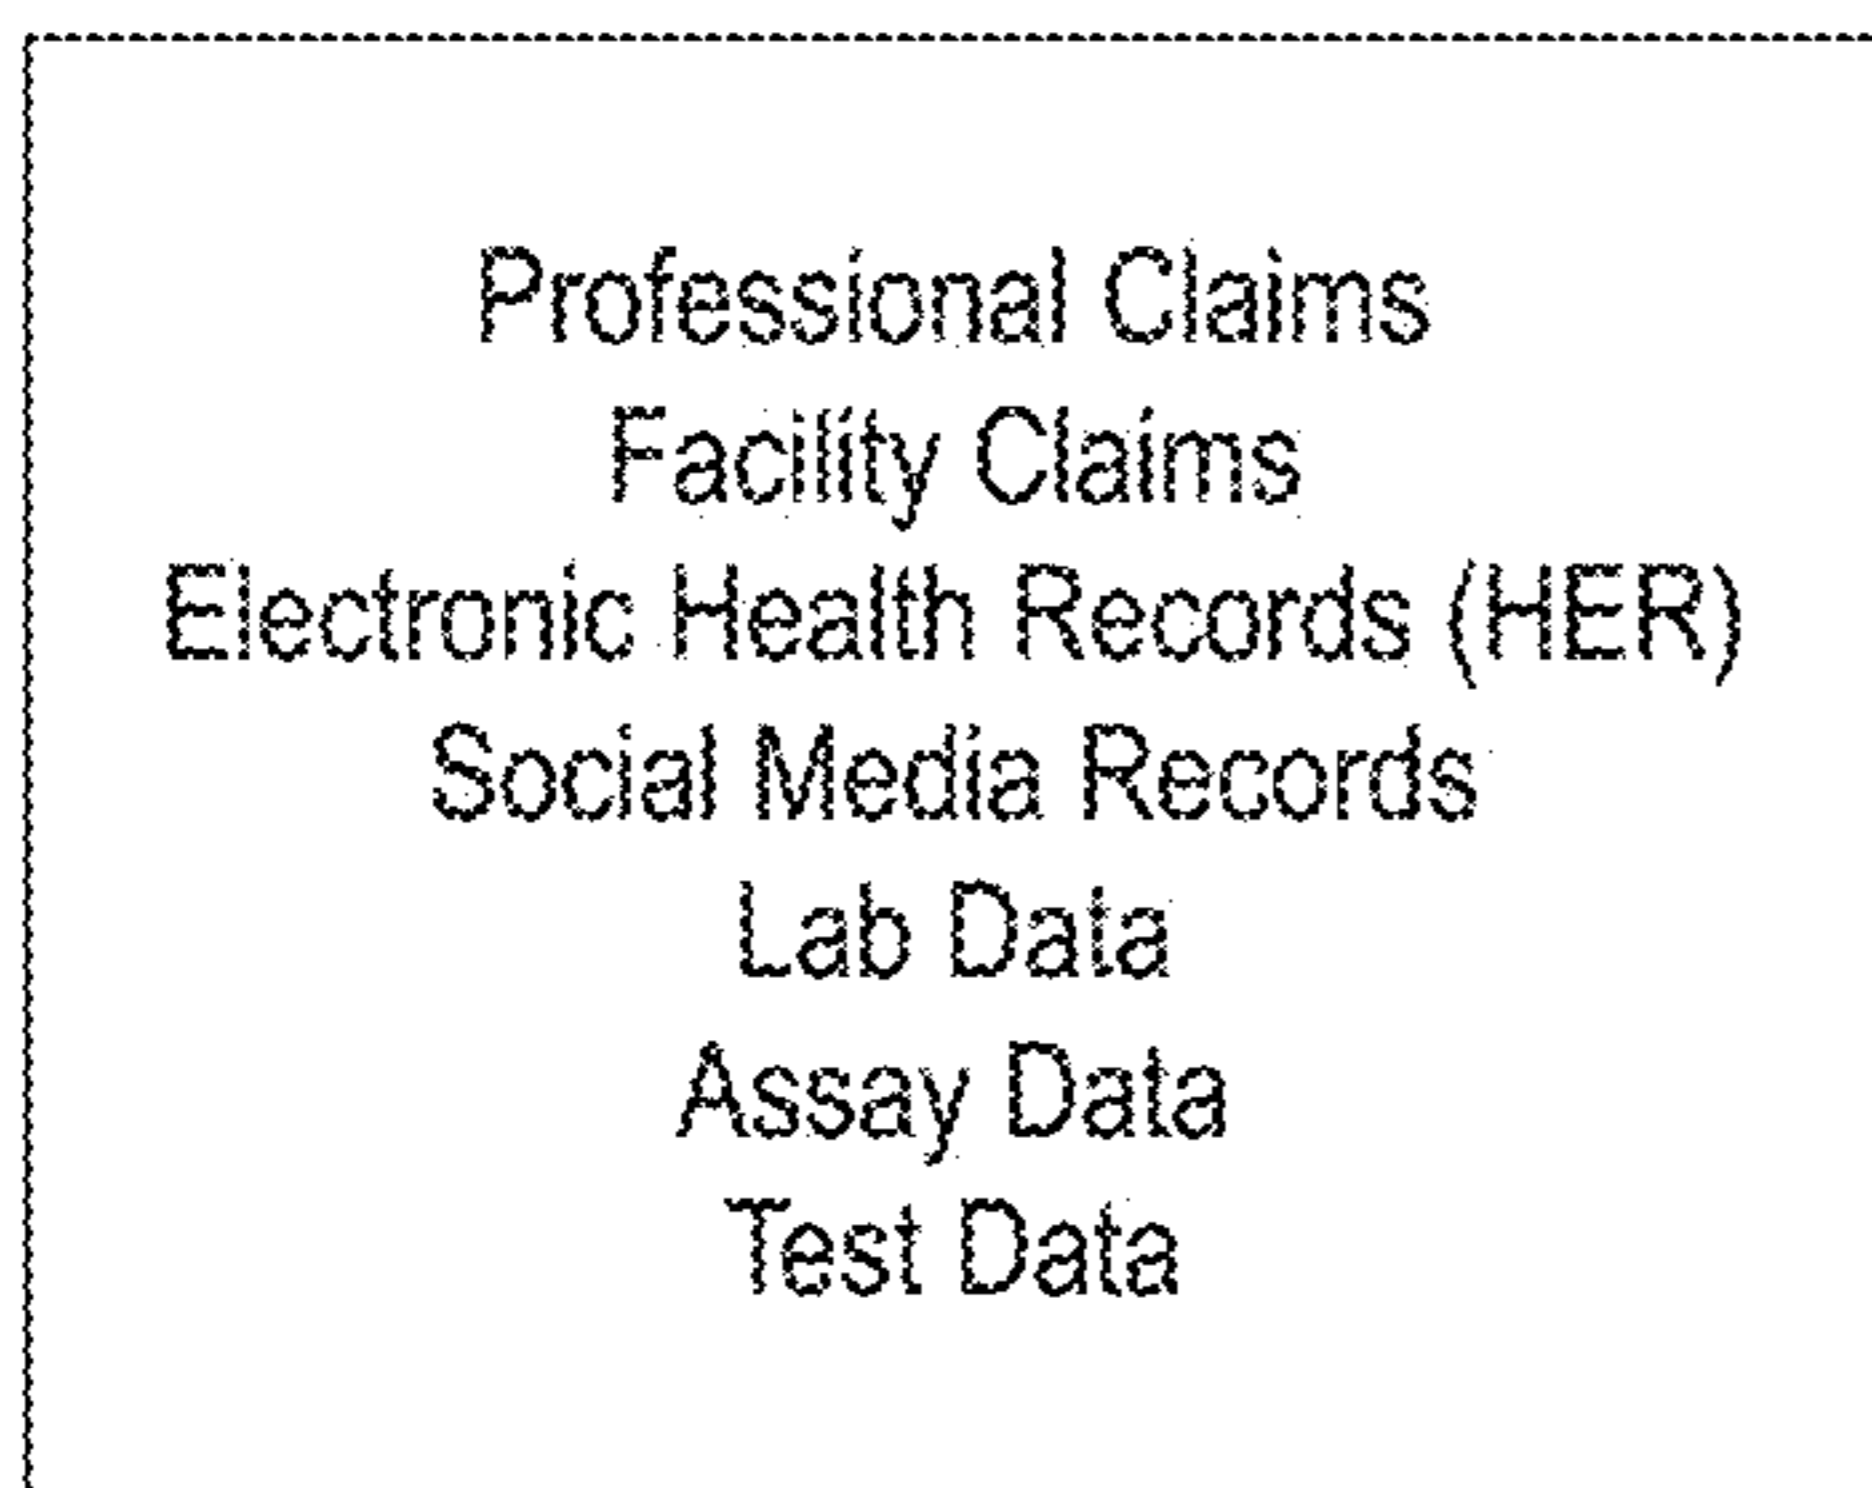 Professional Claims
Facility Claims
Electronic Health Records (HER)
Social Media Records
Lab Data
Assay Data
Test Data